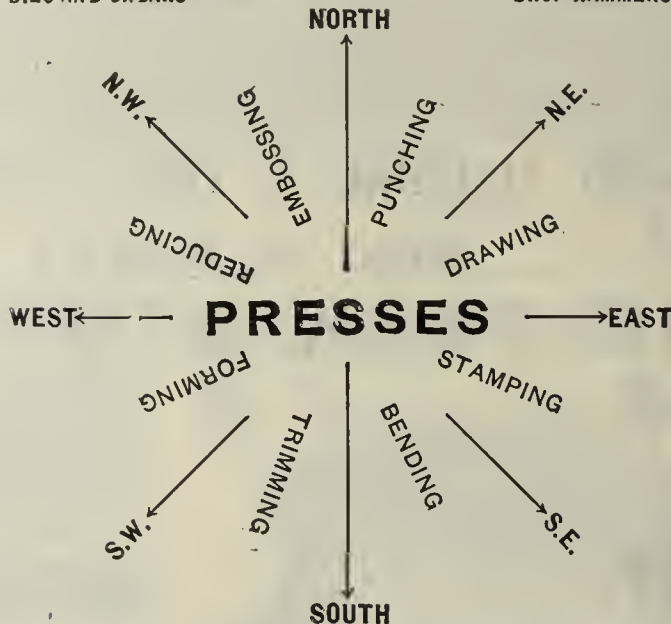 NORTH
N.W.
EMBOSSING
PUNCHING
N.E.
REDUCING
DRAWING
WEST
PRESSES
EAST
FORMING
STAMPING
TRIMMING
BENDING
S.W.
S.E.
SOUTH